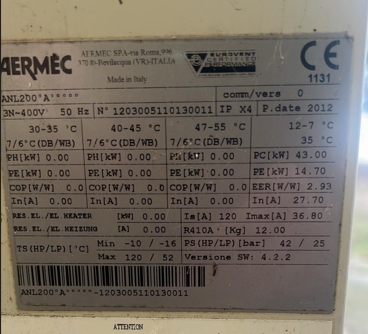 AERMEC
AERMEC SPA-via Roma,996
37040-Bevilacqua (VR)-ITALIA
Made in Italy
EUROVENT
CERTIFIED
PERFORMANCE
CE
1131
ANL200°A°°°°° comm/vers 0
3N-400V 50 Hz N° 1203005110130011 IP X4 P.date 2012
30-35 °C 40-45 °C 47-55 °C 12-7 °C
7/6°C(DB/WB) 7/6°C(DB/WB) 7/6°C(DB/WB) 35 °C
PH[kW] 0.00 PH[kW] 0.00 PH[kW] 0.00 PC[kW] 43.00
PE[kW] 0.00 PE[kW] 0.00 PE[kW] 0.00 PE[kW] 14.70
COP[W/W] 0.0 COP[W/W] 0.0 COP[W/W] 0.0 EER[W/W] 2.93
In[A] 0.00 In[A] 0.00 In[A] 0.00 In[A] 27.70
RES.EL./EL HEATER [kW] 0.00 Is[A] 120 Imax[A] 36.80
RES.EL./EL HEIZUNG [A] 0.00 R410A [Kg] 12.00
TS(HP/LP)[°C] Min -10 / -16 PS(HP/LP)[bar] 42 / 25
Max 120 / 52 Versione SW: 4.2.2
ANL200°A°°°°°-1203005110130011
ATTENTION